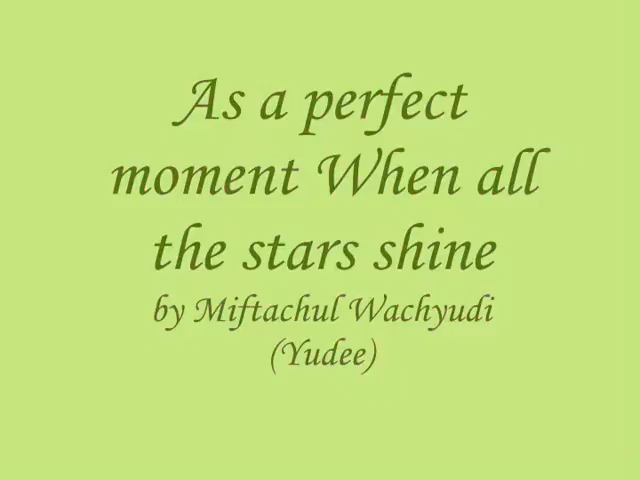 As a perfect
moment When all
the stars shine
by Miftachul Wachyudi
(Yudee)